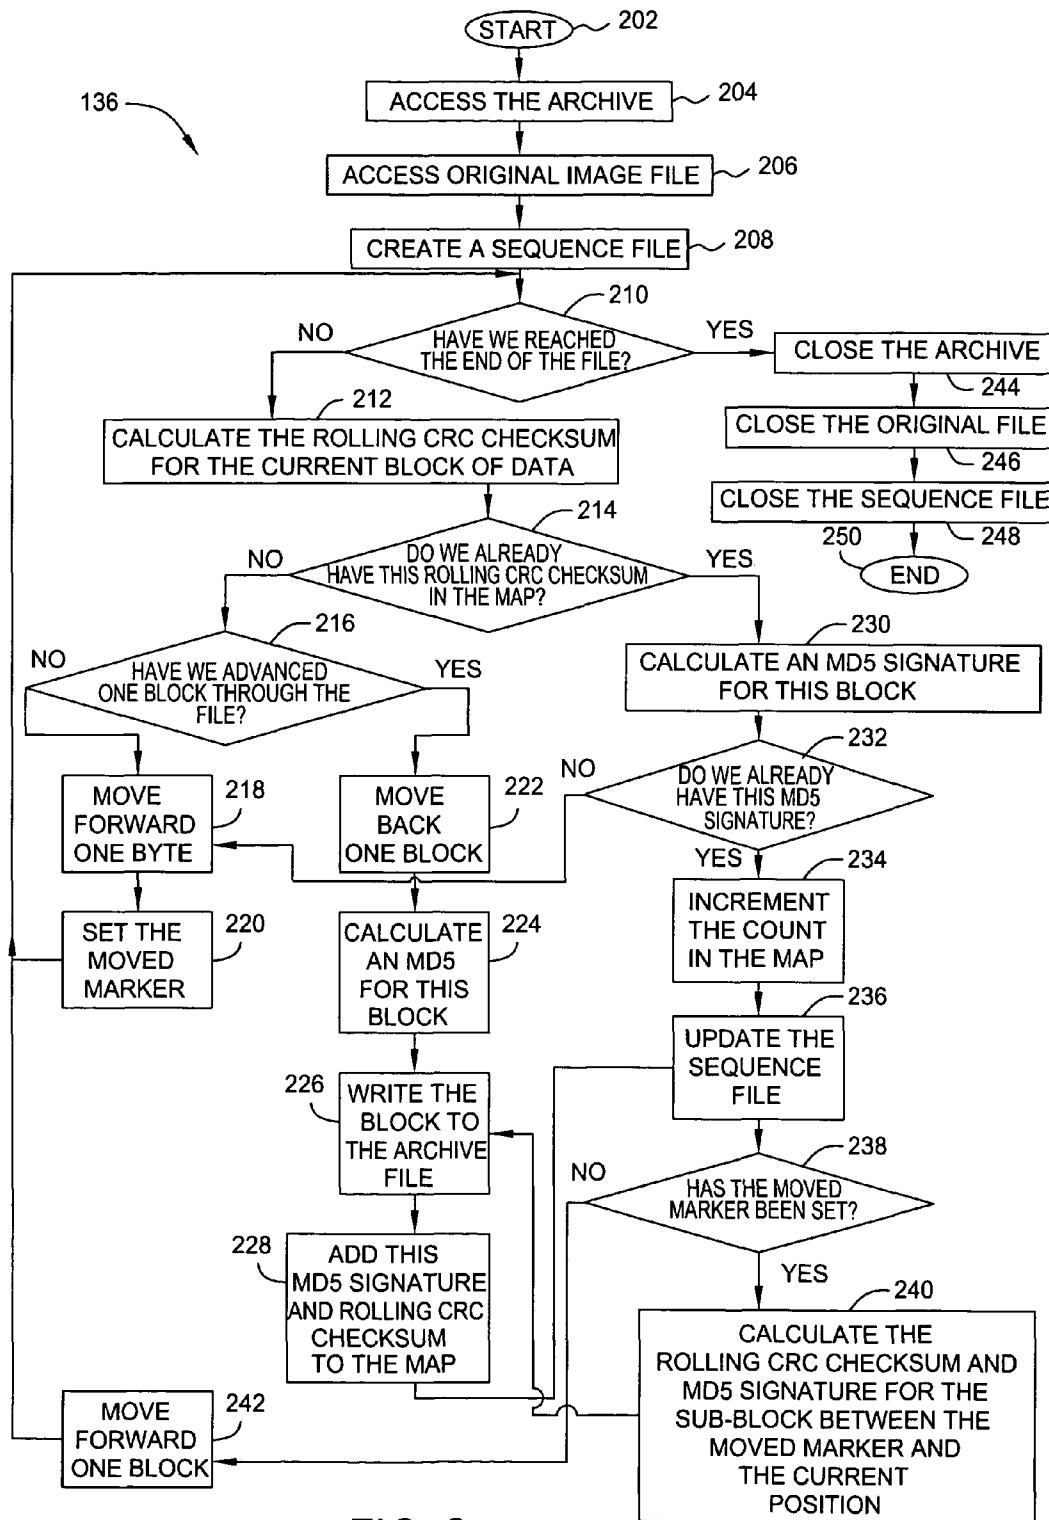 START
202
136
ACCESS THE ARCHIVE
204
ACCESS ORIGINAL IMAGE FILE
206
CREATE A SEQUENCE FILE
208
210
NO
HAVE WE REACHED
THE END OF THE FILE?
YES
CLOSE THE ARCHIVE
244
212
CALCULATE THE ROLLING CRC CHECKSUM
FOR THE CURRENT BLOCK OF DATA
CLOSE THE ORIGINAL FILE
246
CLOSE THE SEQUENCE FILE
248
250
END
214
NO
DO WE ALREADY
HAVE THIS ROLLING CRC CHECKSUM
IN THE MAP?
YES
216
NO
HAVE WE ADVANCED
ONE BLOCK THROUGH THE
FILE?
YES
230
CALCULATE AN MD5 SIGNATURE
FOR THIS BLOCK
232
NO
DO WE ALREADY
HAVE THIS MD5
SIGNATURE?
YES
MOVE
FORWARD
ONE BYTE
218
MOVE
BACK
ONE BLOCK
222
234
INCREMENT
THE COUNT
IN THE MAP
SET THE
MOVED
MARKER
220
CALCULATE
AN MD5
FOR THIS
BLOCK
224
236
UPDATE THE
SEQUENCE
FILE
226
WRITE THE
BLOCK TO
THE ARCHIVE
FILE
238
NO
HAS THE MOVED
MARKER BEEN SET?
YES
228
ADD THIS
MD5 SIGNATURE
AND ROLLING CRC
CHECKSUM
TO THE MAP
240
CALCULATE THE
ROLLING CRC CHECKSUM AND
MD5 SIGNATURE FOR THE
SUB-BLOCK BETWEEN THE
MOVED MARKER AND
THE CURRENT
POSITION
MOVE
FORWARD
ONE BLOCK
242